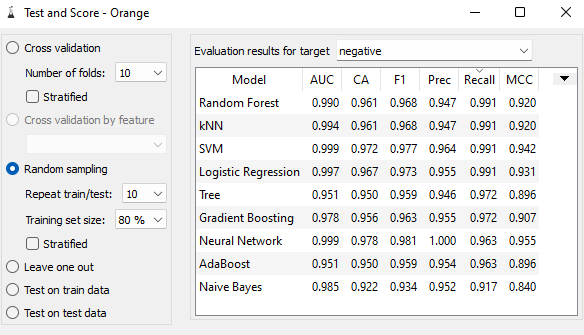 Test and Score - Orange
Cross validation
Number of folds: 10
Stratified
Cross validation by feature
Random sampling
Repeat train/test: 10
Training set size: 80 %
Stratified
Leave one out
Test on train data
Test on test data
Evaluation results for target negative
Model AUC CA F1 Prec Recall MCC
Random Forest 0.990 0.961 0.968 0.947 0.991 0.920
kNN 0.994 0.961 0.968 0.947 0.991 0.920
SVM 0.999 0.972 0.977 0.964 0.991 0.942
Logistic Regression 0.997 0.967 0.973 0.955 0.991 0.931
Tree 0.951 0.950 0.959 0.946 0.972 0.896
Gradient Boosting 0.978 0.956 0.963 0.955 0.972 0.907
Neural Network 0.999 0.978 0.981 1.000 0.963 0.955
AdaBoost 0.951 0.950 0.959 0.954 0.963 0.896
Naive Bayes 0.985 0.922 0.934 0.952 0.917 0.840